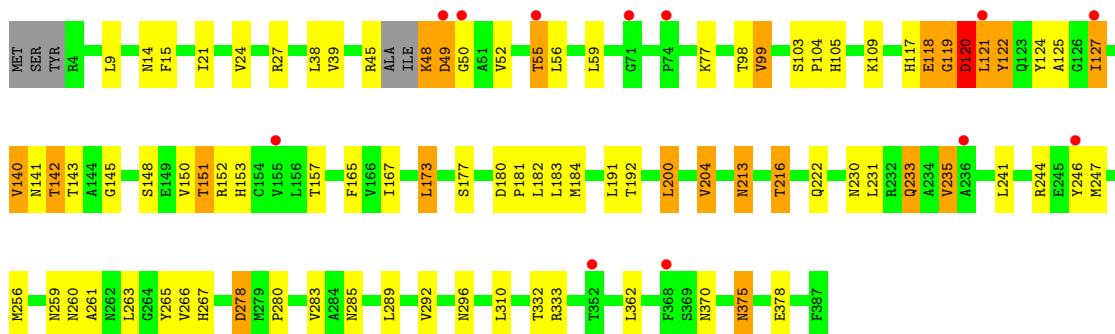 MET SER TYR R4 L9 N14 F15 I21 V24 R27 L38 V39 R45 ALA ILE K48 D49 G50 A51 V52 T55 L56 L59 G71 P74 K77 T98 V99 S103 P104 H105 K109 H117 E118 G119 D120 L121 Y122 Q123 Y124 A125 G126 I127
V140 N141 T142 T143 A144 G145 S148 E149 V150 T151 R152 H153 C154 V155 L156 T157 F165 V166 I167 L173 S177 D180 P181 L182 L183 M184 L191 T192 L200 V204 N213 T216 Q222 N230 L231 R232 Q233 A234 V235 A236 L241 R244 E245 Y246 M247
M256 N259 N260 A261 N262 L263 G264 Y265 V266 H267 D278 M279 P280 V283 A284 N285 L289 V292 N296 L310 T332 R333 T352 L362 F368 S369 N370 N375 E378 F387